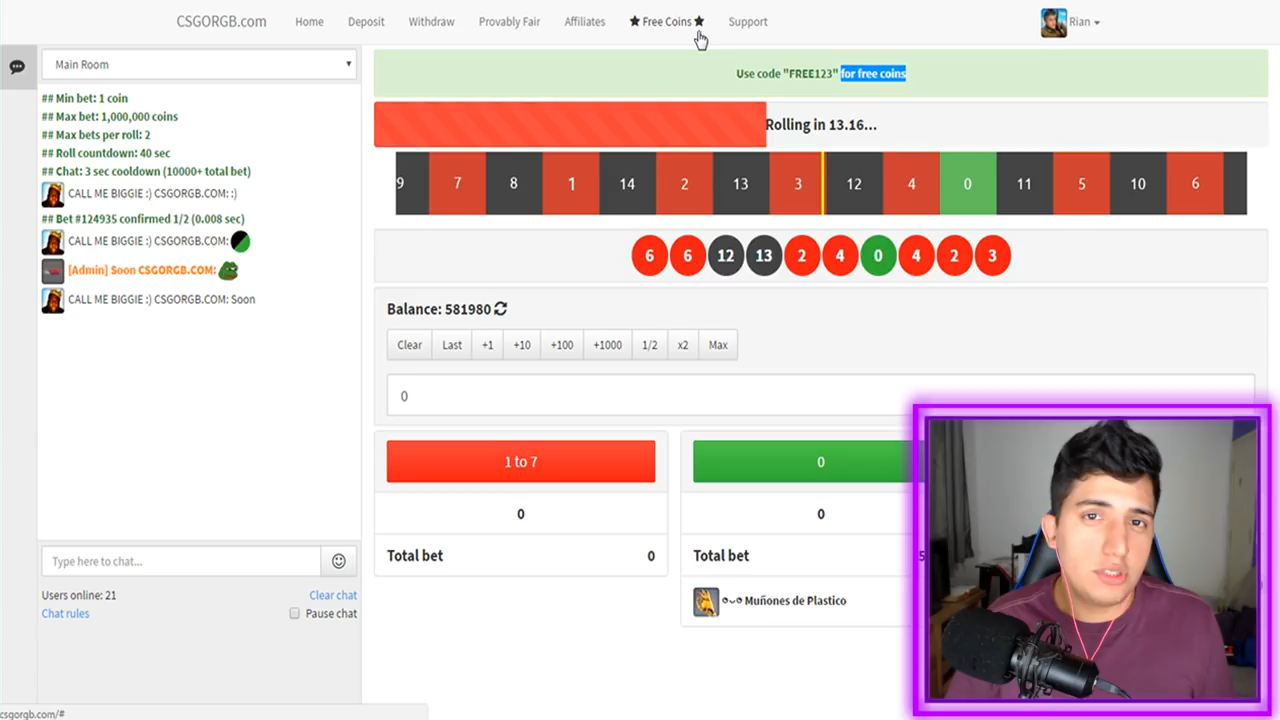 CSGORGB.com Home Deposit Withdraw Provably Fair Affiliates ★ Free Coins ★ Support Rian
Main Room
Use code "FREE123" for free coins
## Min bet: 1 coin
## Max bet: 1,000,000 coins
## Max bets per roll: 2
## Roll countdown: 40 sec
## Chat: 3 sec cooldown (10000+ total bet)
CALL ME BIGGIE :) CSGORGB.COM: :)
## Bet #124935 confirmed 1/2 (0.008 sec)
CALL ME BIGGIE :) CSGORGB.COM:
[Admin] Soon CSGORGB.COM:
CALL ME BIGGIE :) CSGORGB.COM: Soon
Type here to chat...
Users online: 21 Clear chat
Chat rules Pause chat
Rolling in 13.16...
9 7 8 1 14 2 13 3 12 4 0 11 5 10 6
6 6 12 13 2 4 0 4 2 3
Balance: 581980
Clear Last +1 +10 +100 +1000 1/2 x2 Max
0
1 to 7 0
0 0
Total bet 0 Total bet 5
Muñones de Plastico
csgorgb.com/#